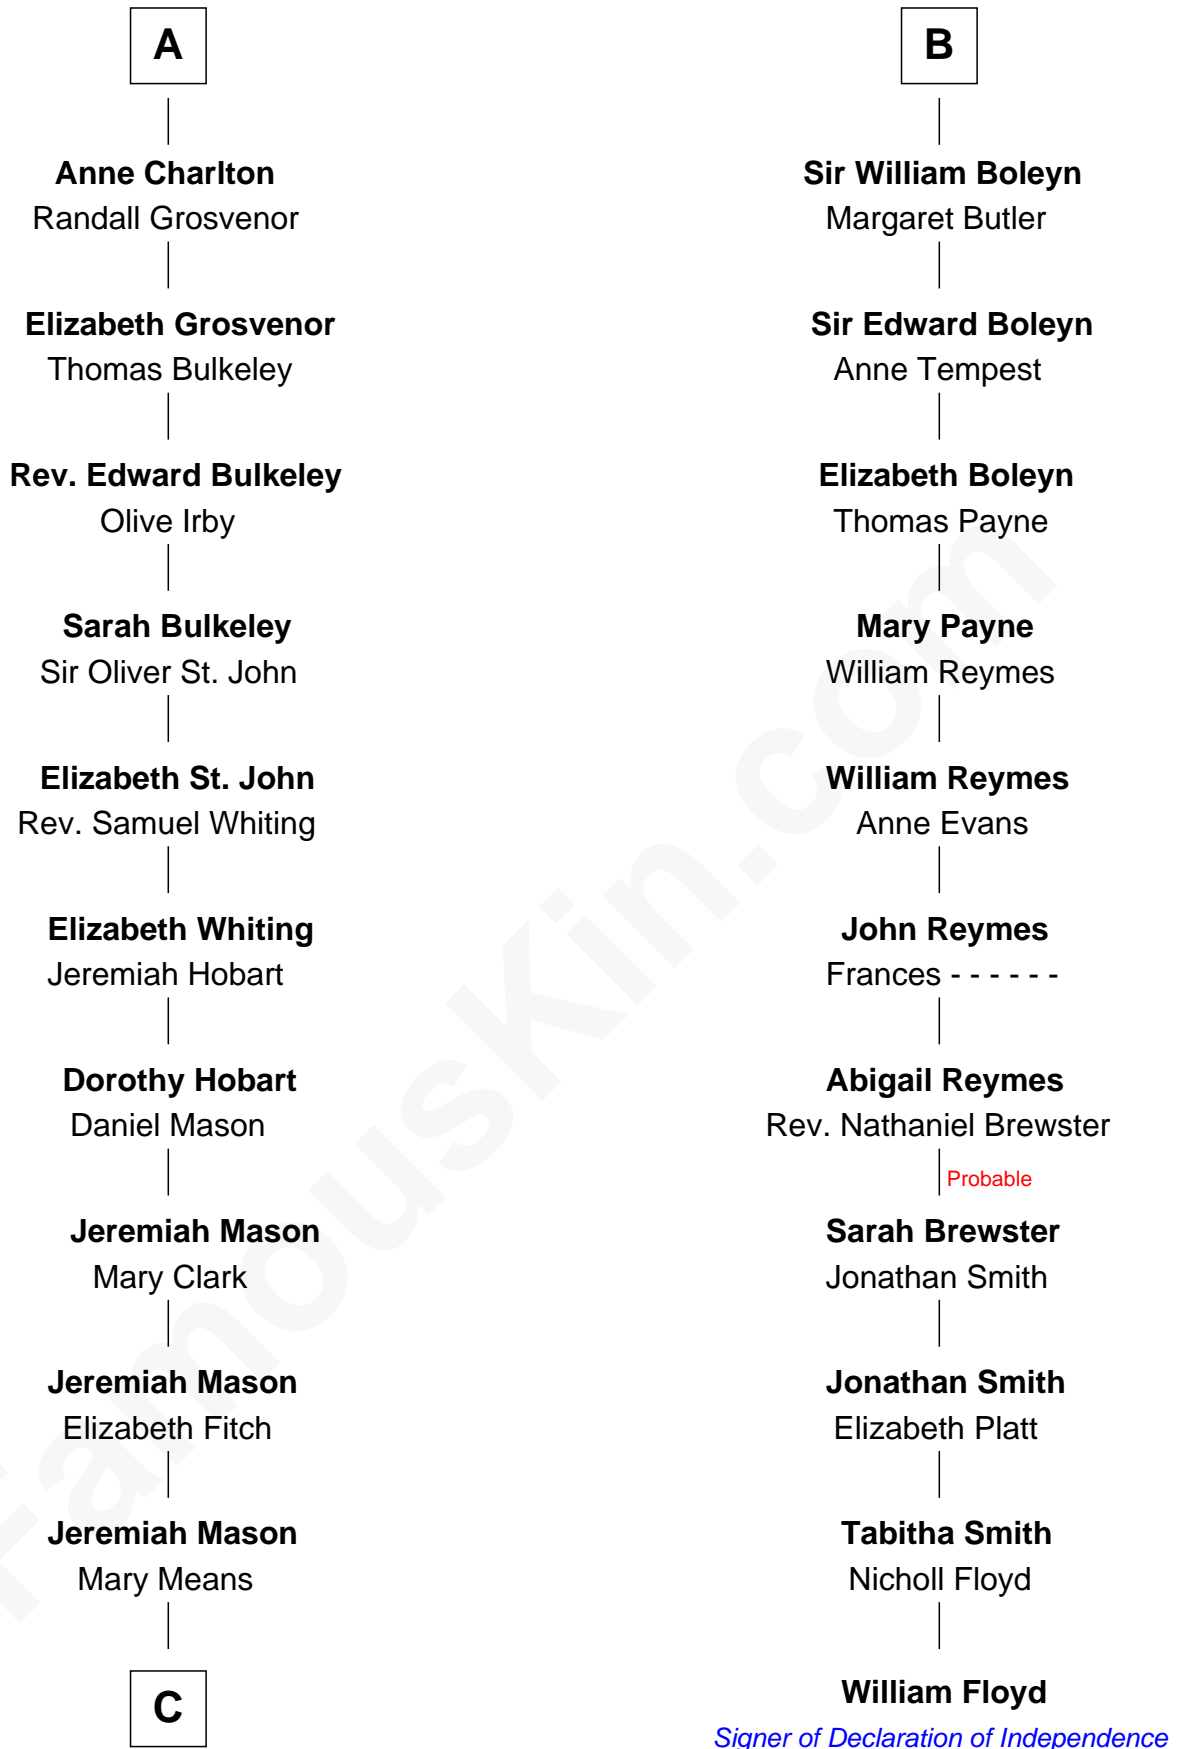 A
Anne Charlton
Randall Grosvenor
Elizabeth Grosvenor
Thomas Bulkeley
Rev. Edward Bulkeley
Olive Irby
Sarah Bulkeley
Sir Oliver St. John
Elizabeth St. John
Rev. Samuel Whiting
Elizabeth Whiting
Jeremiah Hobart
Dorothy Hobart
Daniel Mason
Jeremiah Mason
Mary Clark
Jeremiah Mason
Elizabeth Fitch
Jeremiah Mason
Mary Means
C
B
Sir William Boleyn
Margaret Butler
Sir Edward Boleyn
Anne Tempest
Elizabeth Boleyn
Thomas Payne
Mary Payne
William Reymes
William Reymes
Anne Evans
John Reymes
Frances - - - - - -
Abigail Reymes
Rev. Nathaniel Brewster
Probable
Sarah Brewster
Jonathan Smith
Jonathan Smith
Elizabeth Platt
Tabitha Smith
Nicholl Floyd
William Floyd
Signer of Declaration of Independence
FamousKin.com